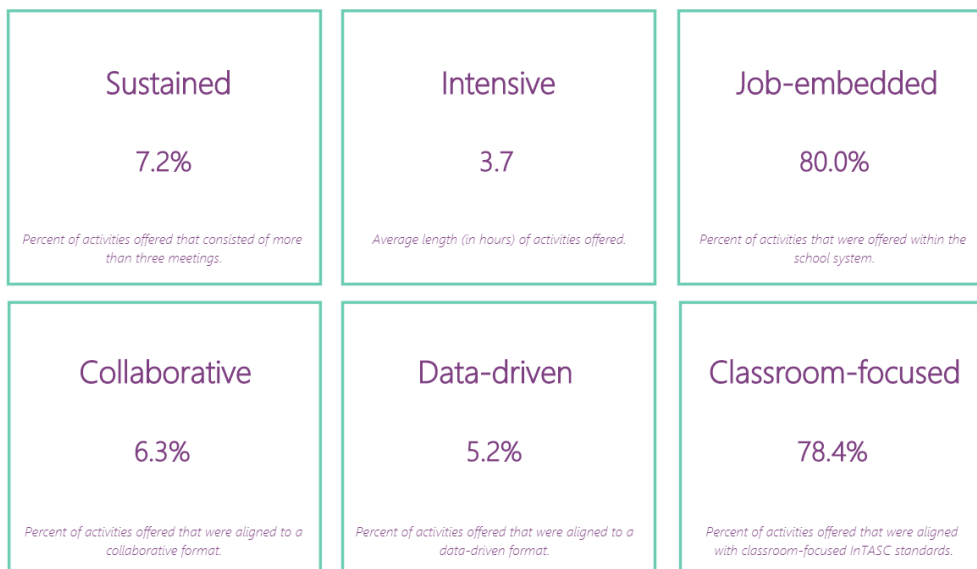 Sustained
7.2%
Percent of activities offered that consisted of more
than three meetings.
Intensive
3.7
Average length (in hours) of activities offered.
Job-embedded
80.0%
Percent of activities that were offered within the
school system.
Collaborative
6.3%
Percent of activities offered that were aligned to a
collaborative format.
Data-driven
5.2%
Percent of activities offered that were aligned to a
data-driven format.
Classroom-focused
78.4%
Percent of activities offered that were aligned
with classroom-focused InTASC standards.